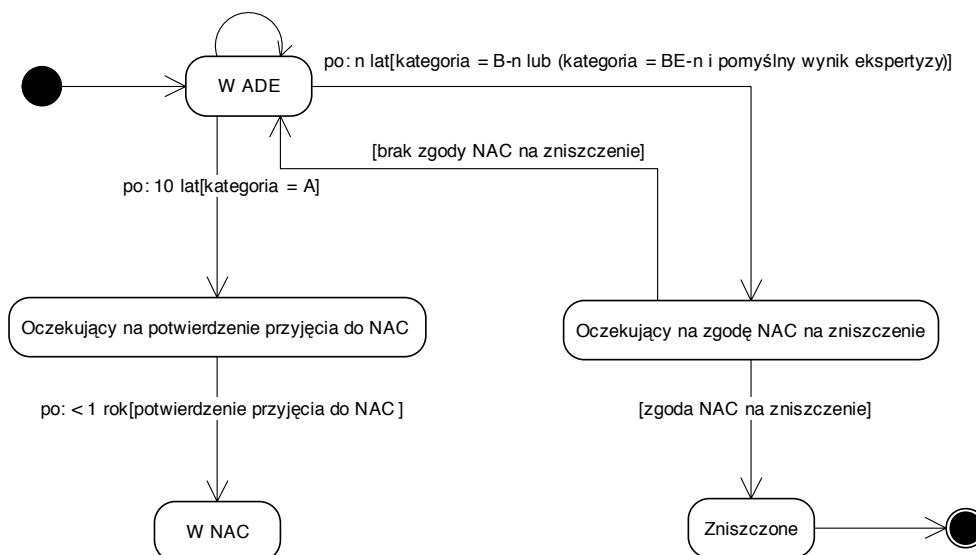 W ADE
po: n lat[kategoria = B-n lub (kategoria = BE-n i pomyślny wynik ekspertyzy)]
[brak zgody NAC na zniszczenie]
po: 10 lat[kategoria = A]
Oczekujący na potwierdzenie przyjęcia do NAC
Oczekujący na zgodę NAC na zniszczenie
po: < 1 rok[potwierdzenie przyjęcia do NAC]
[zgoda NAC na zniszczenie]
W NAC
Zniszczone